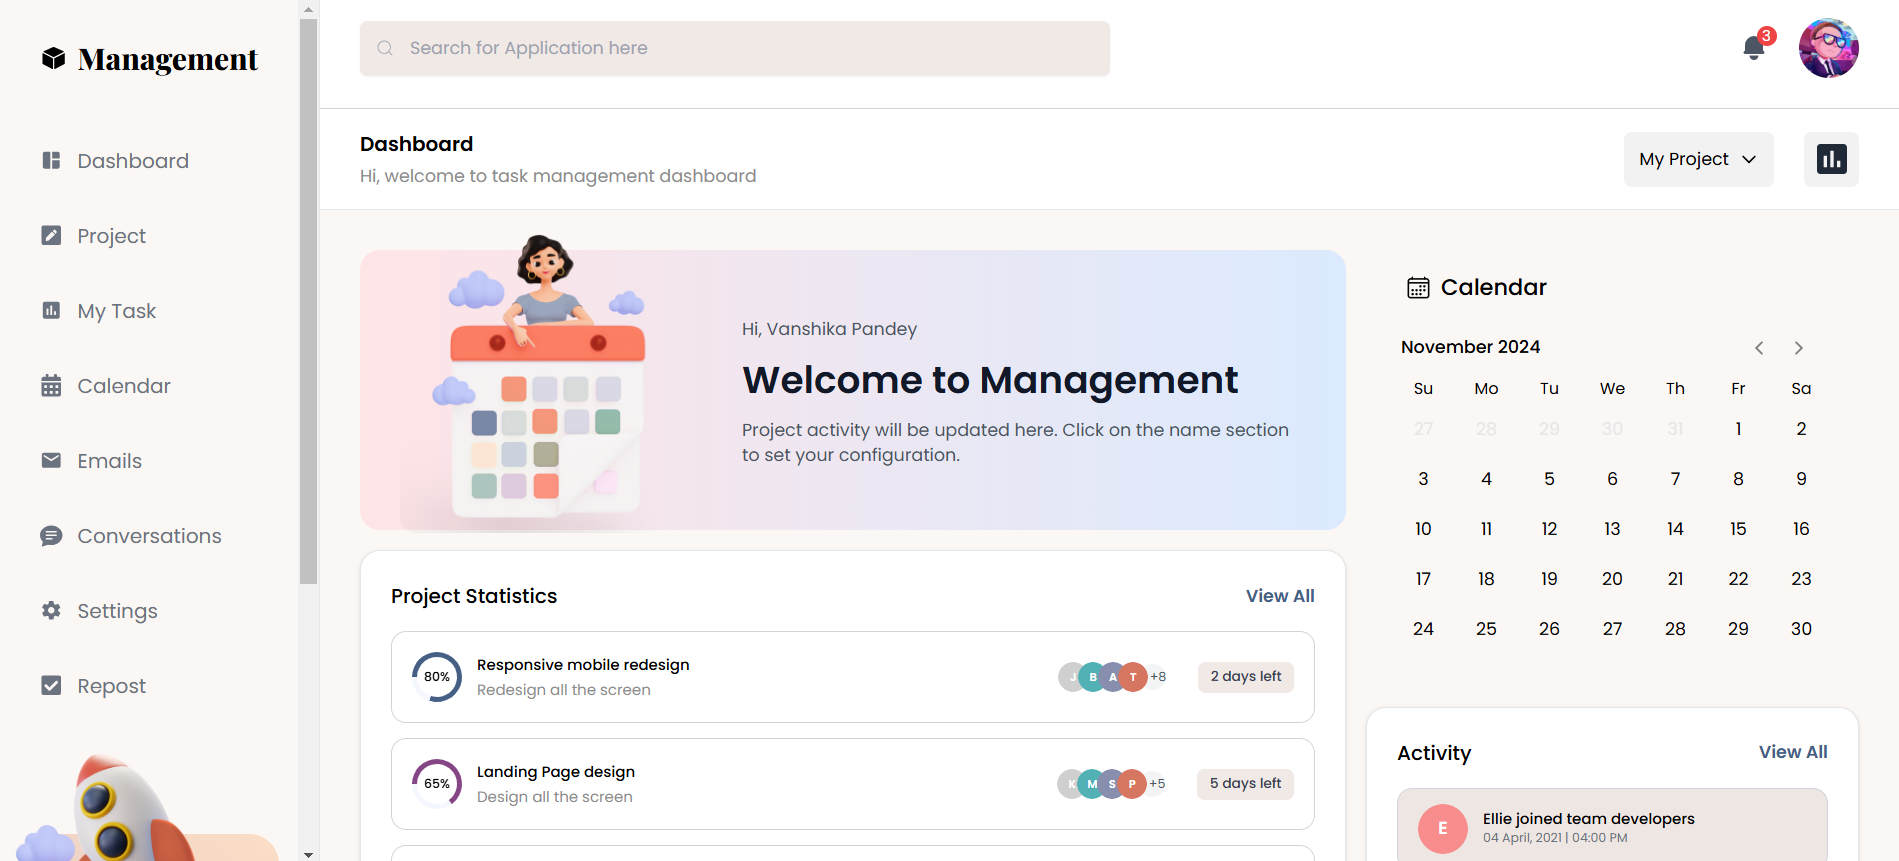 Management
Dashboard
Project
My Task
Calendar
Emails
Conversations
Settings
Repost
Search for Application here
3
Dashboard
Hi, welcome to task management dashboard
My Project
Hi, Vanshika Pandey
Welcome to Management
Project activity will be updated here. Click on the name section
to set your configuration.
Project Statistics
View All
80%
Responsive mobile redesign
Redesign all the screen
J B A T +8
2 days left
65%
Landing Page design
Design all the screen
K M S P +5
5 days left
Calendar
November 2024
Su Mo Tu We Th Fr Sa
27 28 29 30 31 1 2
3 4 5 6 7 8 9
10 11 12 13 14 15 16
17 18 19 20 21 22 23
24 25 26 27 28 29 30
Activity
View All
E
Ellie joined team developers
04 April, 2021 | 04:00 PM